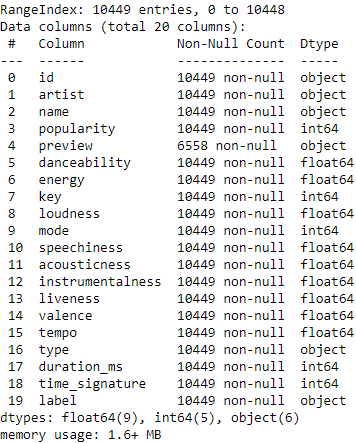 RangeIndex: 10449 entries, 0 to 10448
Data columns (total 20 columns):
 #   Column            Non-Null Count  Dtype
---  ------            --------------  -----
 0   id                10449 non-null  object
 1   artist            10449 non-null  object
 2   name              10449 non-null  object
 3   popularity        10449 non-null  int64
 4   preview           6558 non-null   object
 5   danceability      10449 non-null  float64
 6   energy            10449 non-null  float64
 7   key               10449 non-null  int64
 8   loudness          10449 non-null  float64
 9   mode              10449 non-null  int64
 10  speechiness       10449 non-null  float64
 11  acousticness      10449 non-null  float64
 12  instrumentalness  10449 non-null  float64
 13  liveness          10449 non-null  float64
 14  valence           10449 non-null  float64
 15  tempo             10449 non-null  float64
 16  type              10449 non-null  object
 17  duration_ms       10449 non-null  int64
 18  time_signature    10449 non-null  int64
 19  label             10449 non-null  object
dtypes: float64(9), int64(5), object(6)
memory usage: 1.6+ MB